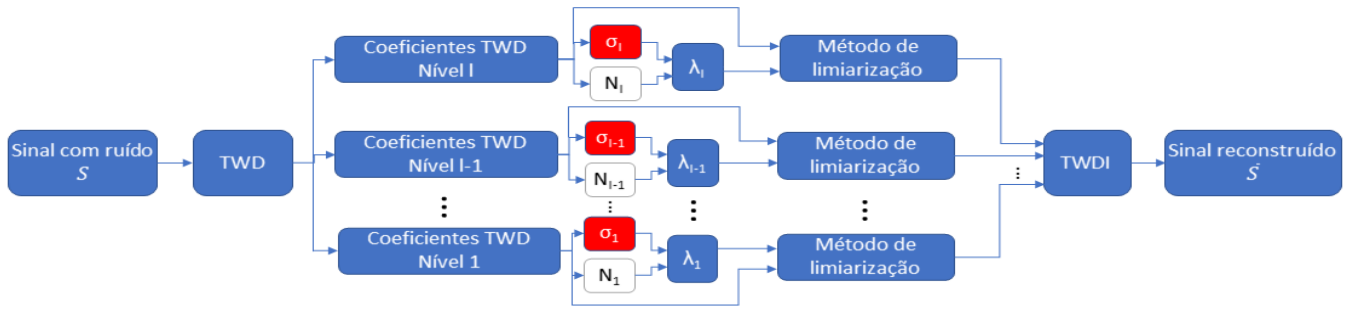 Sinal com ruído
S
TWD
Coeficientes TWD
Nível l
σl
Nl
λl
Método de
limiarização
Coeficientes TWD
Nível l-1
σl-1
Nl-1
λl-1
Método de
limiarização
Coeficientes TWD
Nível 1
σ1
N1
λ1
Método de
limiarização
TWDI
Sinal reconstruído
Ṡ